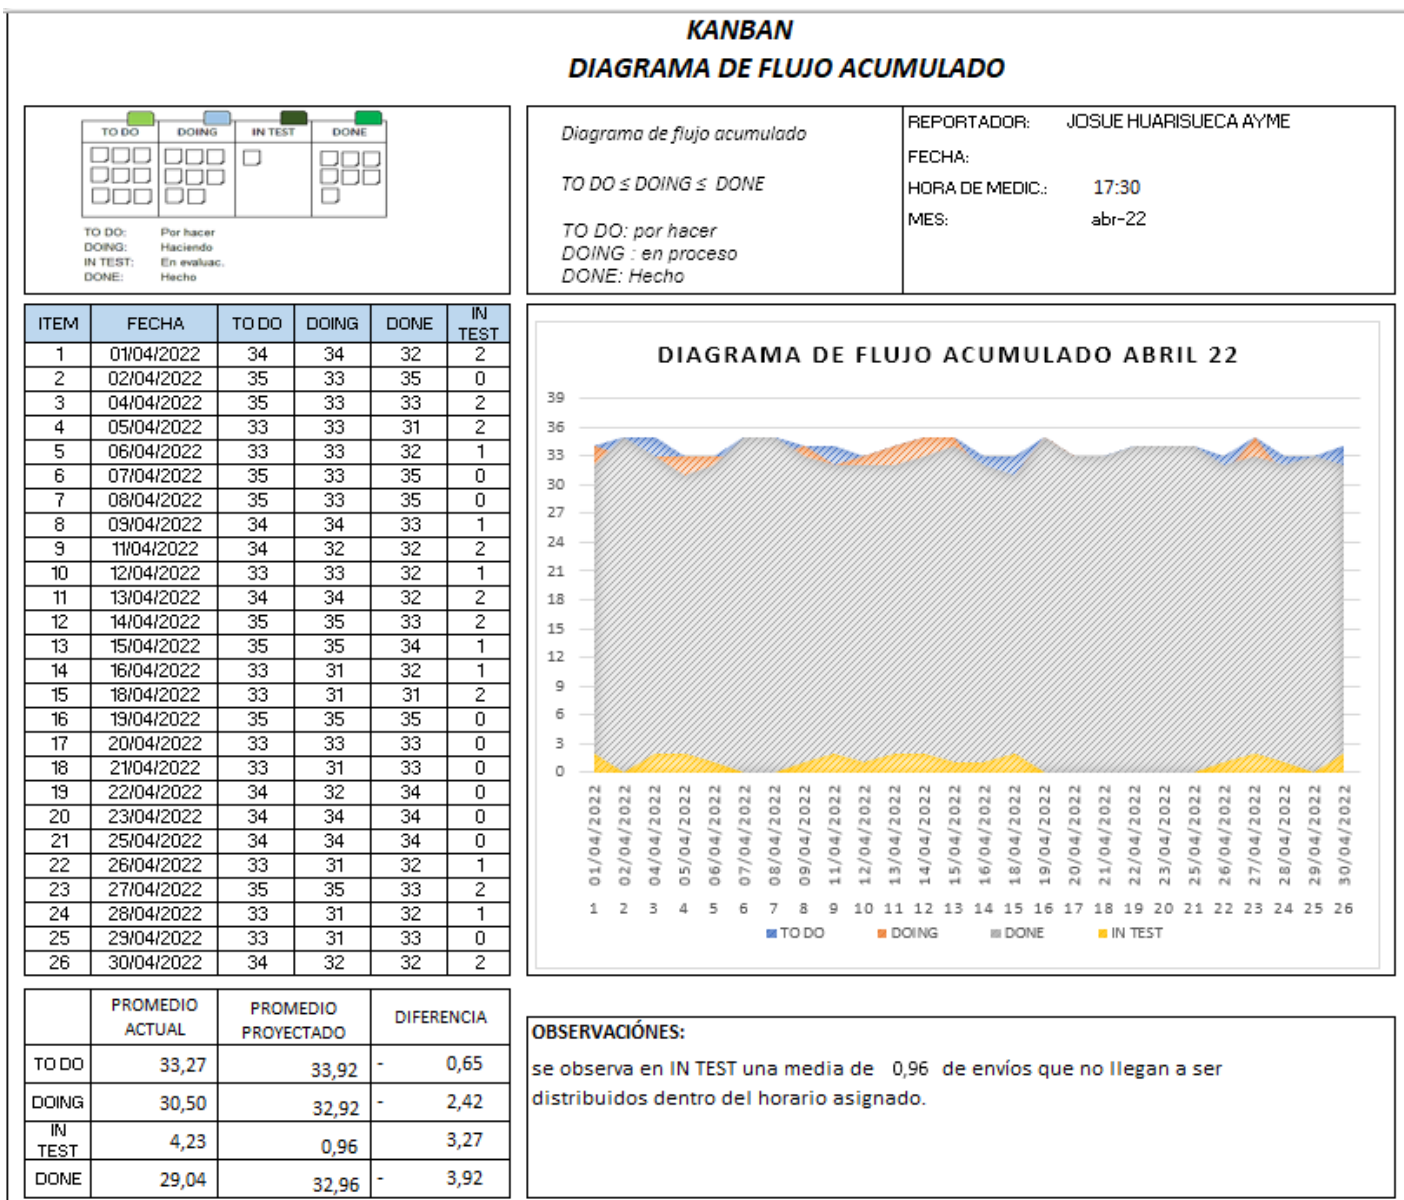 KANBAN
DIAGRAMA DE FLUJO ACUMULADO
TO DO DOING IN TEST DONE
TO DO: Por hacer
DOING: Haciendo
IN TEST: En evaluac.
DONE: Hecho
Diagrama de flujo acumulado
TO DO ≤ DOING ≤ DONE
TO DO: por hacer
DOING : en proceso
DONE: Hecho
REPORTADOR: JOSUE HUARISUECA AYME
FECHA:
HORA DE MEDIC.: 17:30
MES: abr-22
ITEM FECHA TO DO DOING DONE IN TEST
1 01/04/2022 34 34 32 2
2 02/04/2022 35 33 35 0
3 04/04/2022 35 33 33 2
4 05/04/2022 33 33 31 2
5 06/04/2022 33 33 32 1
6 07/04/2022 35 33 35 0
7 08/04/2022 35 33 35 0
8 09/04/2022 34 34 33 1
9 11/04/2022 34 32 32 2
10 12/04/2022 33 33 32 1
11 13/04/2022 34 34 32 2
12 14/04/2022 35 35 33 2
13 15/04/2022 35 35 34 1
14 16/04/2022 33 31 32 1
15 18/04/2022 33 31 31 2
16 19/04/2022 35 35 35 0
17 20/04/2022 33 33 33 0
18 21/04/2022 33 31 33 0
19 22/04/2022 34 32 34 0
20 23/04/2022 34 34 34 0
21 25/04/2022 34 34 34 0
22 26/04/2022 33 31 32 1
23 27/04/2022 35 35 33 2
24 28/04/2022 33 31 32 1
25 29/04/2022 33 31 33 0
26 30/04/2022 34 32 32 2
DIAGRAMA DE FLUJO ACUMULADO ABRIL 22
39
36
33
30
27
24
21
18
15
12
9
6
3
0
01/04/2022 02/04/2022 04/04/2022 05/04/2022 06/04/2022 07/04/2022 08/04/2022 09/04/2022 11/04/2022 12/04/2022 13/04/2022 14/04/2022 15/04/2022 16/04/2022 18/04/2022 19/04/2022 20/04/2022 21/04/2022 22/04/2022 23/04/2022 25/04/2022 26/04/2022 27/04/2022 28/04/2022 29/04/2022 30/04/2022
1 2 3 4 5 6 7 8 9 10 11 12 13 14 15 16 17 18 19 20 21 22 23 24 25 26
TO DO DOING DONE IN TEST
PROMEDIO ACTUAL PROMEDIO PROYECTADO DIFERENCIA
TO DO 33,27 33,92 - 0,65
DOING 30,50 32,92 - 2,42
IN TEST 4,23 0,96 3,27
DONE 29,04 32,96 - 3,92
OBSERVACIÓNES:
se observa en IN TEST una media de 0,96 de envíos que no llegan a ser
distribuidos dentro del horario asignado.